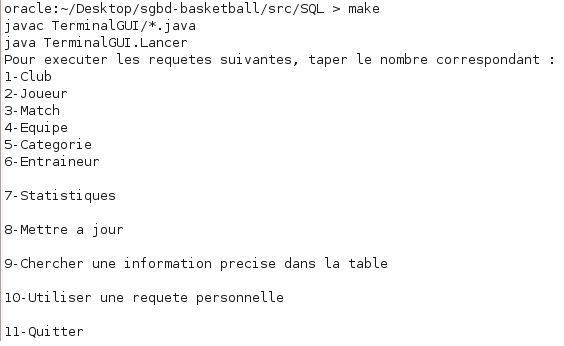 oracle:~/Desktop/sgbd-basketball/src/SQL > make
javac TerminalGUI/*.java
java TerminalGUI.Lancer
Pour executer les requetes suivantes, taper le nombre correspondant :
1-Club
2-Joueur
3-Match
4-Equipe
5-Categorie
6-Entraineur
7-Statistiques
8-Mettre a jour
9-Chercher une information precise dans la table
10-Utiliser une requete personnelle
11-Quitter